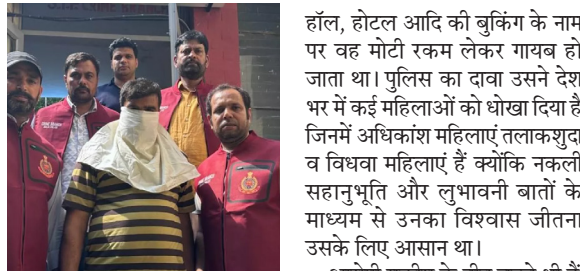 हॉल, होटल आदि की बुकिंग के नाम
पर वह मोटी रकम लेकर गायब हो
जाता था। पुलिस का दावा उसने देश
भर में कई महिलाओं को धोखा दिया है
जिनमें अधिकांश महिलाएं तलाकशुदा
व विधवा महिलाएं हैं क्योंकि नकली
सहानुभूति और लुभावनी बातों के
माध्यम से उनका विश्वास जीतना
उसके लिए आसान था।